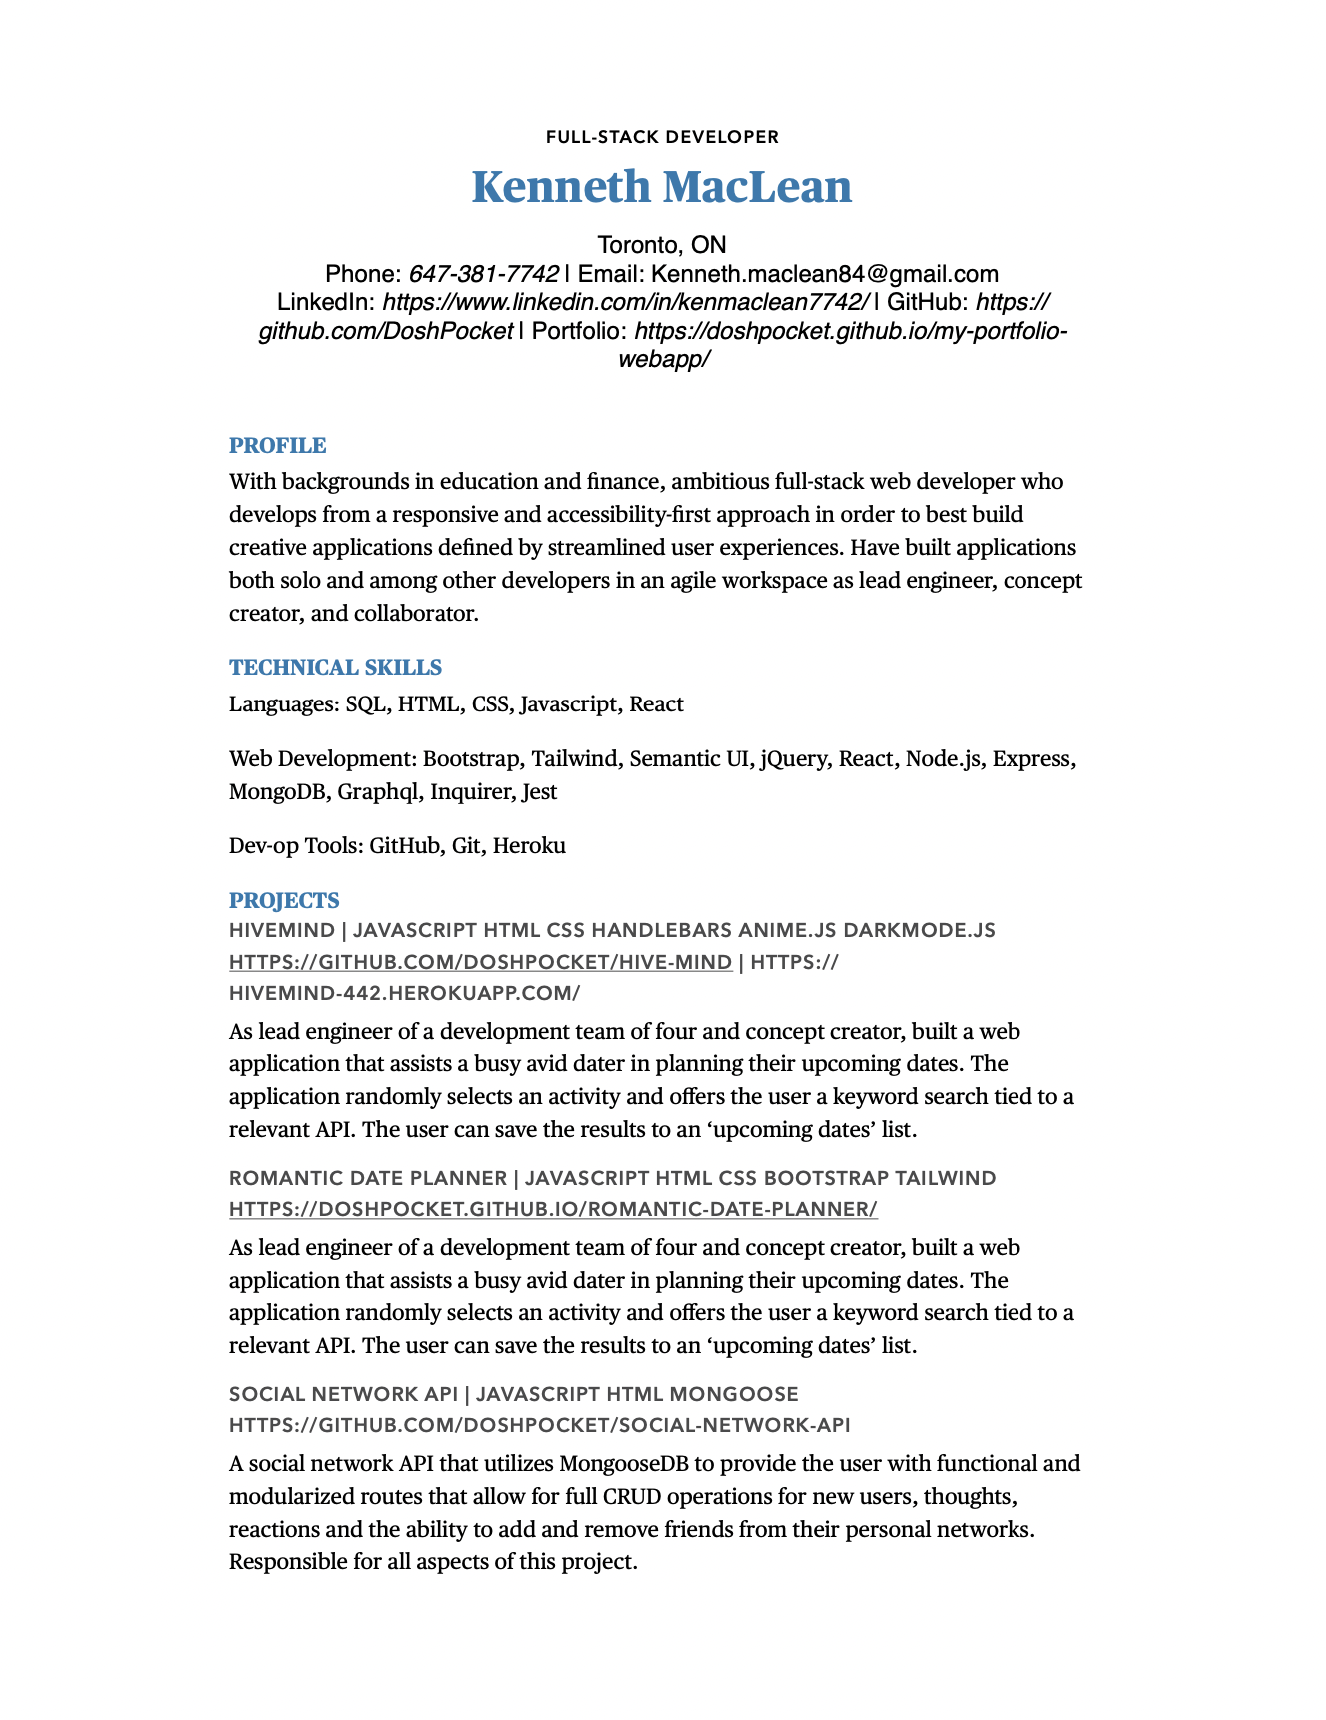 FULL-STACK DEVELOPER
Kenneth MacLean
Toronto, ON
Phone: 647-381-7742 | Email: Kenneth.maclean84@gmail.com
LinkedIn: https://www.linkedin.com/in/kenmaclean7742/ | GitHub: https://
github.com/DoshPocket | Portfolio: https://doshpocket.github.io/my-portfolio-
webapp/
PROFILE
With backgrounds in education and finance, ambitious full-stack web developer who
develops from a responsive and accessibility-first approach in order to best build
creative applications defined by streamlined user experiences. Have built applications
both solo and among other developers in an agile workspace as lead engineer, concept
creator, and collaborator.
TECHNICAL SKILLS
Languages: SQL, HTML, CSS, Javascript, React
Web Development: Bootstrap, Tailwind, Semantic UI, jQuery, React, Node.js, Express,
MongoDB, Graphql, Inquirer, Jest
Dev-op Tools: GitHub, Git, Heroku
PROJECTS
HIVEMIND | JAVASCRIPT HTML CSS HANDLEBARS ANIME.JS DARKMODE.JS
HTTPS://GITHUB.COM/DOSHPOCKET/HIVE-MIND | HTTPS://
HIVEMIND-442.HEROKUAPP.COM/
As lead engineer of a development team of four and concept creator, built a web
application that assists a busy avid dater in planning their upcoming dates. The
application randomly selects an activity and offers the user a keyword search tied to a
relevant API. The user can save the results to an ‘upcoming dates’ list.
ROMANTIC DATE PLANNER | JAVASCRIPT HTML CSS BOOTSTRAP TAILWIND
HTTPS://DOSHPOCKET.GITHUB.IO/ROMANTIC-DATE-PLANNER/
As lead engineer of a development team of four and concept creator, built a web
application that assists a busy avid dater in planning their upcoming dates. The
application randomly selects an activity and offers the user a keyword search tied to a
relevant API. The user can save the results to an ‘upcoming dates’ list.
SOCIAL NETWORK API | JAVASCRIPT HTML MONGOOSE
HTTPS://GITHUB.COM/DOSHPOCKET/SOCIAL-NETWORK-API
A social network API that utilizes MongooseDB to provide the user with functional and
modularized routes that allow for full CRUD operations for new users, thoughts,
reactions and the ability to add and remove friends from their personal networks.
Responsible for all aspects of this project.